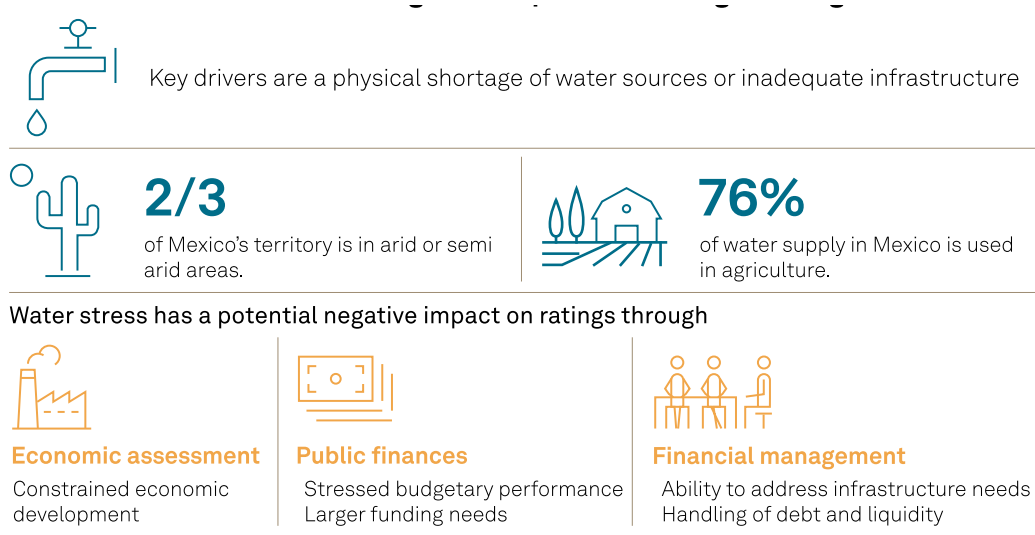 Key drivers are a physical shortage of water sources or inadequate infrastructure
2/3
of Mexico's territory is in arid or semi
arid areas.
76%
of water supply in Mexico is used
in agriculture.
Water stress has a potential negative impact on ratings through
Economic assessment
Constrained economic
development
Public finances
Stressed budgetary performance
Larger funding needs
Financial management
Ability to address infrastructure needs
Handling of debt and liquidity